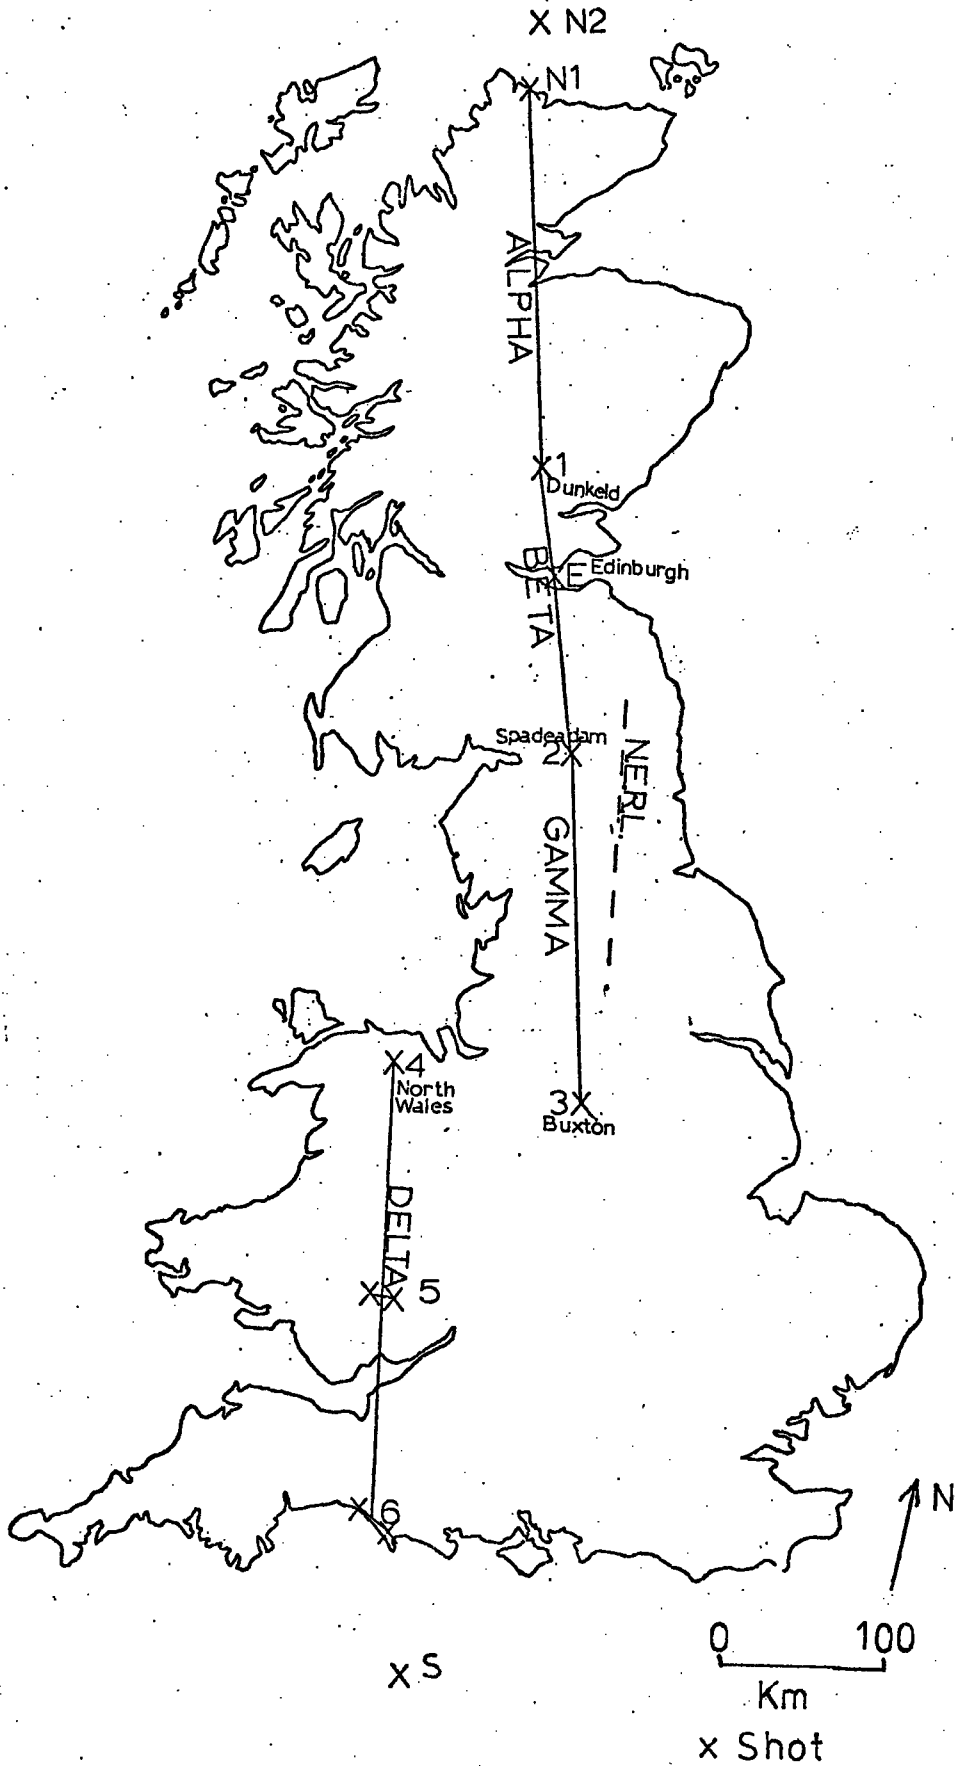 N2
N1
ALPHA
1
Dunkeld
E Edinburgh
BETA
Spadeadam
2
NERL
GAMMA
4
North
Wales
3
Buxton
DELTA
5
6
N
0 100
Km
S
x Shot